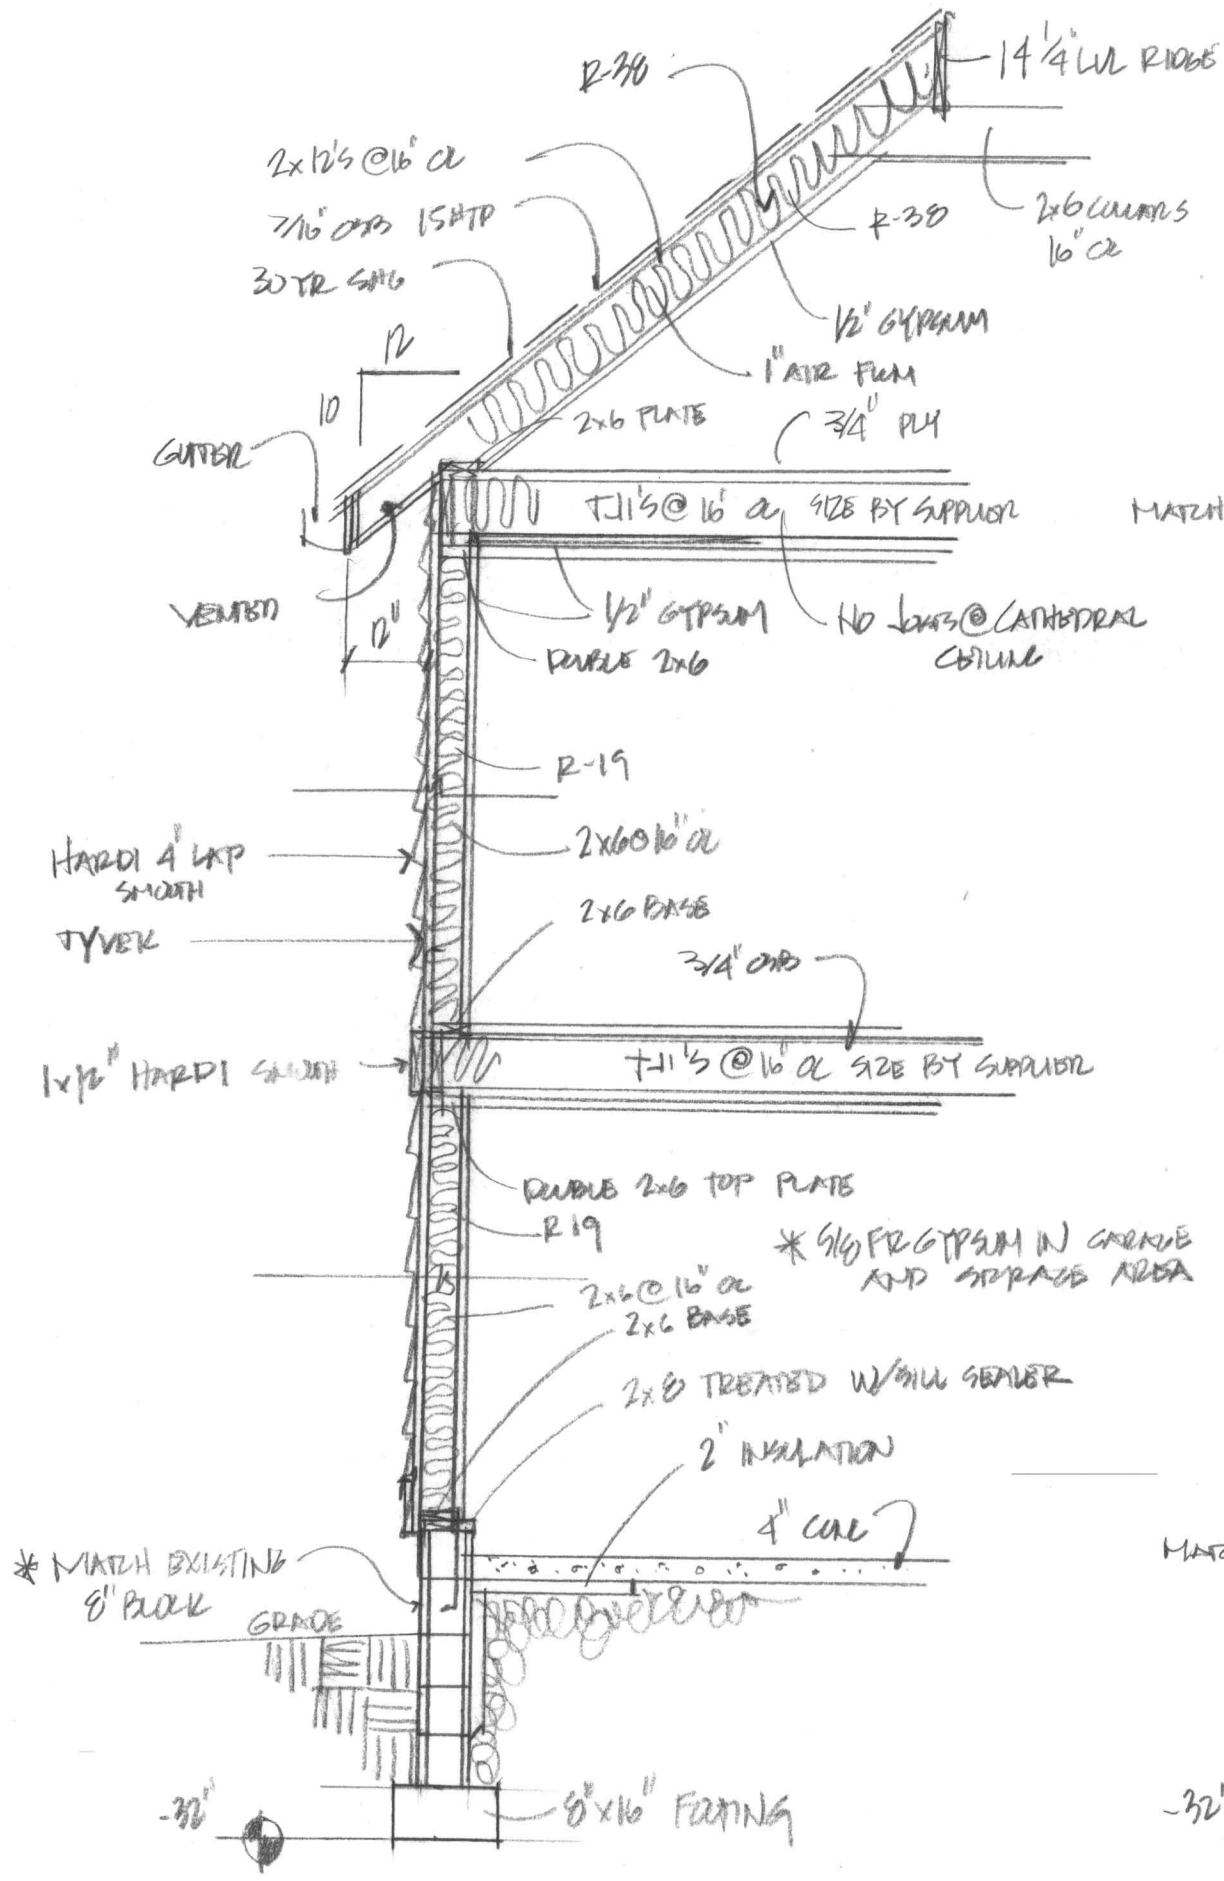 R-38
14 1/4" LVL RIDGE
2x12'S @ 16" OC
7/16" OSB 15# TP
30 YR SHG
R-38
2x6 COLLARS
16" OC
1/2" GYPSUM
1" AIR FLOW
12
10
2x6 PLATE
3/4" PLY
GUTTER
TJI'S @ 16" OC SIZE BY SUPPLIER
MATCH
VENTED
12"
1/2" GYPSUM
NO JOISTS @ CATHEDRAL
CEILING
DOUBLE 2x6
R-19
2x6 @ 16" OC
HARDI 4" LAP
SMOOTH
2x6 BASE
TYVEK
3/4" OSB
1x12" HARDI SMOOTH
TJI'S @ 16" OC SIZE BY SUPPLIER
DOUBLE 2x6 TOP PLATE
R19
* 5/8 FR GYPSUM IN GARAGE
AND STORAGE AREA
2x6 @ 16" OC
2x6 BASE
2x8 TREATED W/SILL SEALER
2" INSULATION
4" CONC
* MATCH EXISTING
8" BLOCK
GRADE
-32"
8"x16" FOOTING
-32"